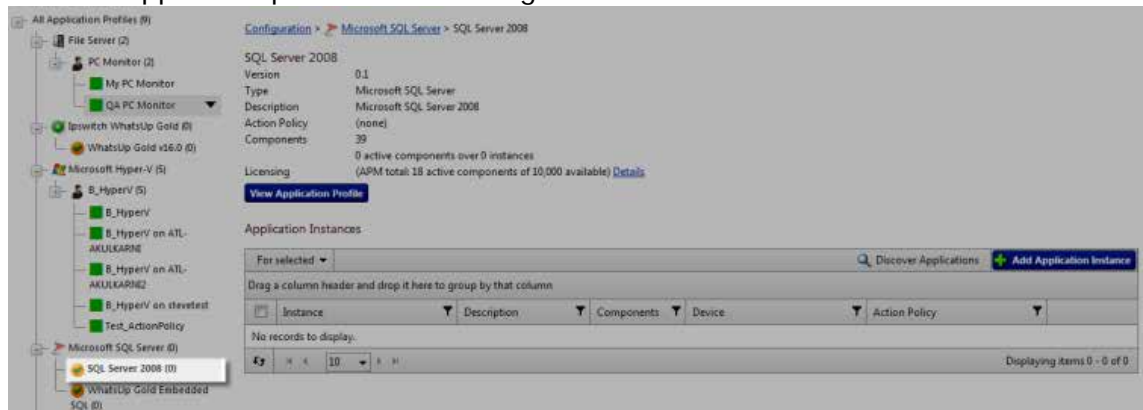 All Application Profiles (9)
File Server (2)
PC Monitor (2)
My PC Monitor
QA PC Monitor
Ipswitch WhatsUp Gold (0)
WhatsUp Gold v16.0 (0)
Microsoft Hyper-V (5)
B_HyperV (5)
B_HyperV
B_HyperV on ATL-
AKULKARNI
B_HyperV on ATL-
AKULKARNI2
B_HyperV on stevetest
Test_ActionPolicy
Microsoft SQL Server (0)
SQL Server 2008 (0)
WhatsUp Gold Embedded
SQL (0)
Configuration > Microsoft SQL Server > SQL Server 2008
SQL Server 2008
Version 0.1
Type Microsoft SQL Server
Description Microsoft SQL Server 2008
Action Policy (none)
Components 39
0 active components over 0 instances
Licensing (APM total: 18 active components of 10,000 available) Details
View Application Profile
Application Instances
For selected Discover Applications Add Application Instance
Drag a column header and drop it here to group by that column
Instance Description Components Device Action Policy
No records to display.
10 Displaying items 0 - 0 of 0